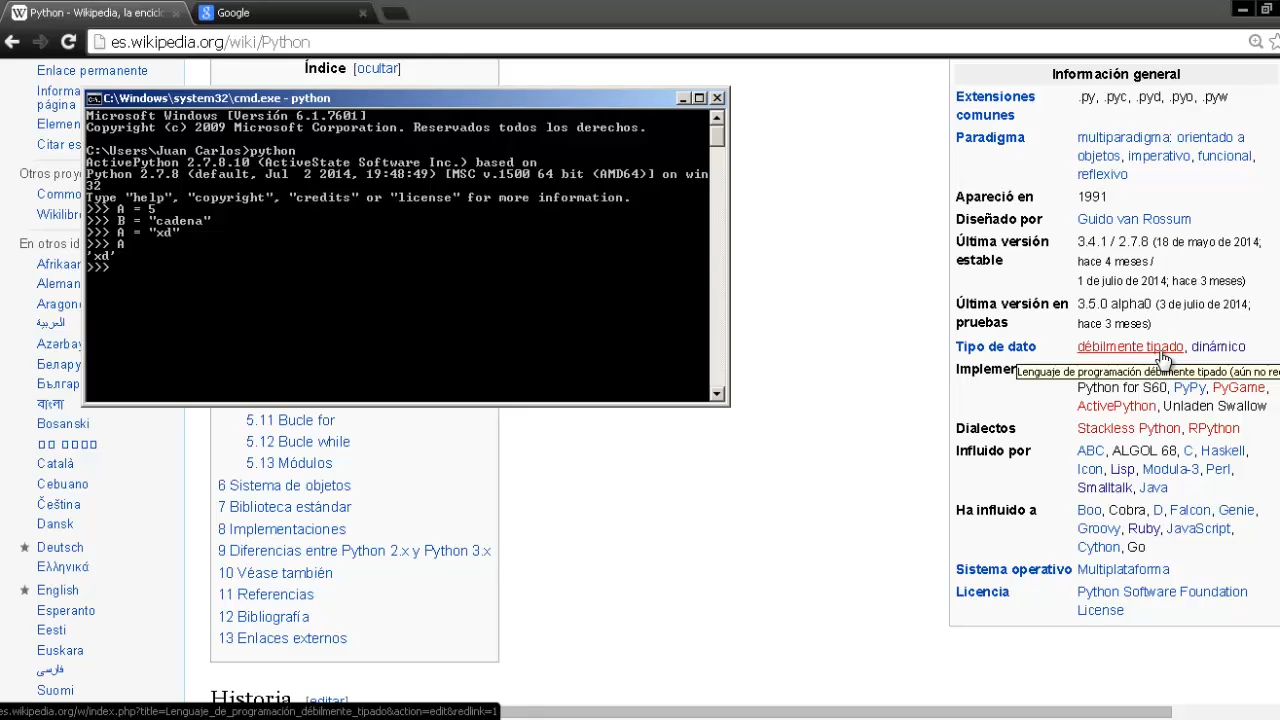 Python - Wikipedia, la encicl
Google
es.wikipedia.org/wiki/Python
Enlace permanente
Informa
página
Elemen
Citar es
Otros proy
Commo
Wikilibr
En otros id
Afrikaar
Aleman
Aragone
العربية
Azərbay
Беларуc
Българ
বাংলা
Bosanski
Català
Cebuano
Čeština
Dansk
Deutsch
Ελληνικά
English
Esperanto
Eesti
Euskara
فارسی
Suomi
Índice [ocultar]
C:\Windows\system32\cmd.exe - python
Microsoft Windows [Versión 6.1.7601]
Copyright (c) 2009 Microsoft Corporation. Reservados todos los derechos.
C:\Users\Juan Carlos>python
ActivePython 2.7.8.10 (ActiveState Software Inc.) based on
Python 2.7.8 (default, Jul 2 2014, 19:48:49) [MSC v.1500 64 bit (AMD64)] on win
32
Type "help", "copyright", "credits" or "license" for more information.
>>> A = 5
>>> B = "cadena"
>>> A = "xd"
>>> A
'xd'
>>>
5.11 Bucle for
5.12 Bucle while
5.13 Módulos
6 Sistema de objetos
7 Biblioteca estándar
8 Implementaciones
9 Diferencias entre Python 2.x y Python 3.x
10 Véase también
11 Referencias
12 Bibliografía
13 Enlaces externos
Historia [editar]
Información general
Extensiones comunes .py, .pyc, .pyd, .pyo, .pyw
Paradigma multiparadigma: orientado a
objetos, imperativo, funcional,
reflexivo
Apareció en 1991
Diseñado por Guido van Rossum
Última versión estable 3.4.1 / 2.7.8 (18 de mayo de 2014;
hace 4 meses /
1 de julio de 2014; hace 3 meses)
Última versión en pruebas 3.5.0 alpha0 (3 de julio de 2014;
hace 3 meses)
Tipo de dato débilmente tipado, dinámico
Implemen
Lenguaje de programación débilmente tipado (aún no re
Python for S60, PyPy, PyGame,
ActivePython, Unladen Swallow
Dialectos Stackless Python, RPython
Influido por ABC, ALGOL 68, C, Haskell,
Icon, Lisp, Modula-3, Perl,
Smalltalk, Java
Ha influido a Boo, Cobra, D, Falcon, Genie,
Groovy, Ruby, JavaScript,
Cython, Go
Sistema operativo Multiplataforma
Licencia Python Software Foundation
License
es.wikipedia.org/w/index.php?title=Lenguaje_de_programación_débilmente_tipado&action=edit&redlink=1